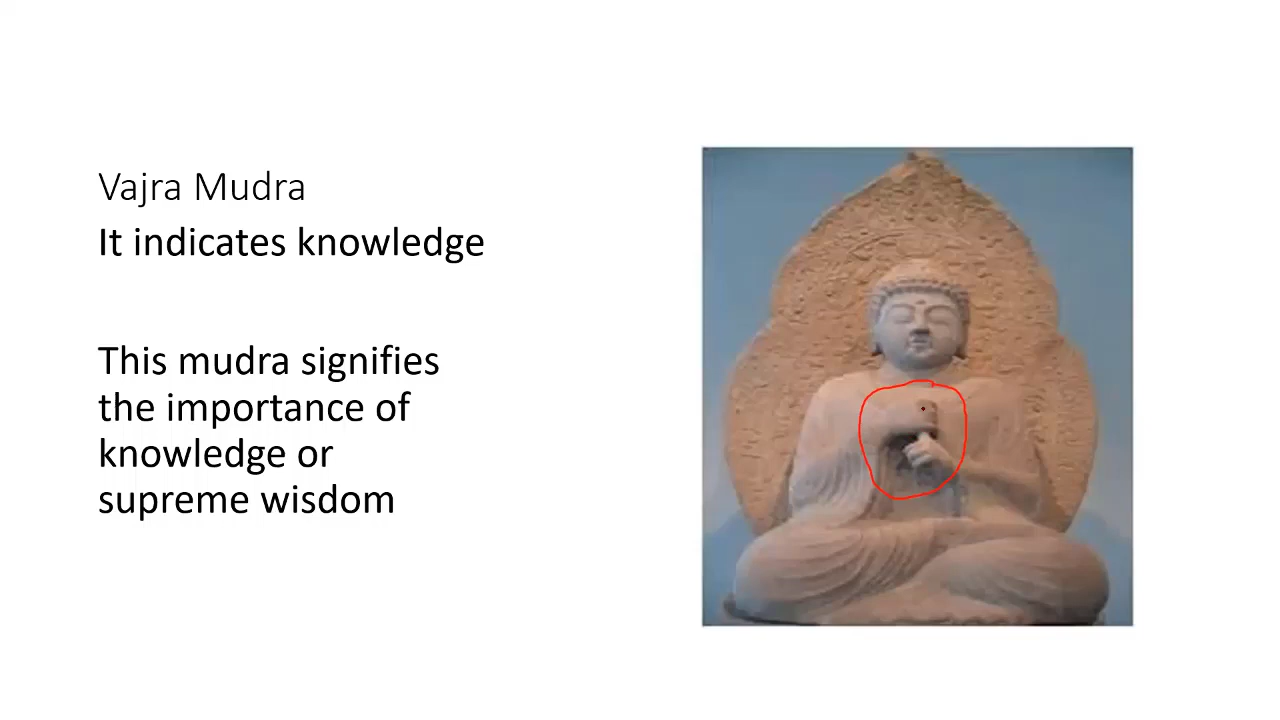 Vajra Mudra
It indicates knowledge
This mudra signifies
the importance of
knowledge or
supreme wisdom